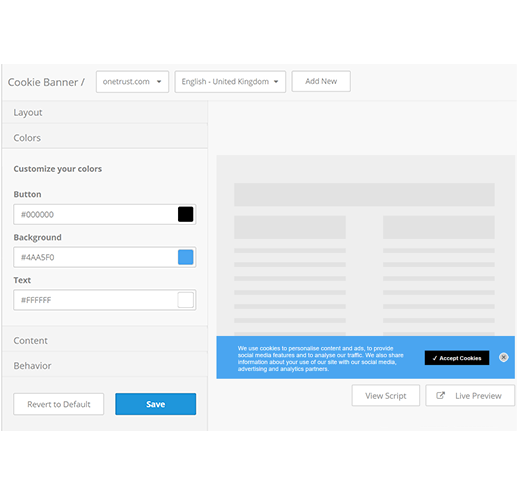 Cookie Banner / onetrust.com English - United Kingdom Add New
Layout
Colors
Customize your colors
Button
#000000
Background
#4AA5F0
Text
#FFFFFF
Content
Behavior
Revert to Default Save
We use cookies to personalise content and ads, to provide
social media features and to analyse our traffic. We also share
information about your use of our site with our social media,
advertising and analytics partners.
✓ Accept Cookies
View Script Live Preview